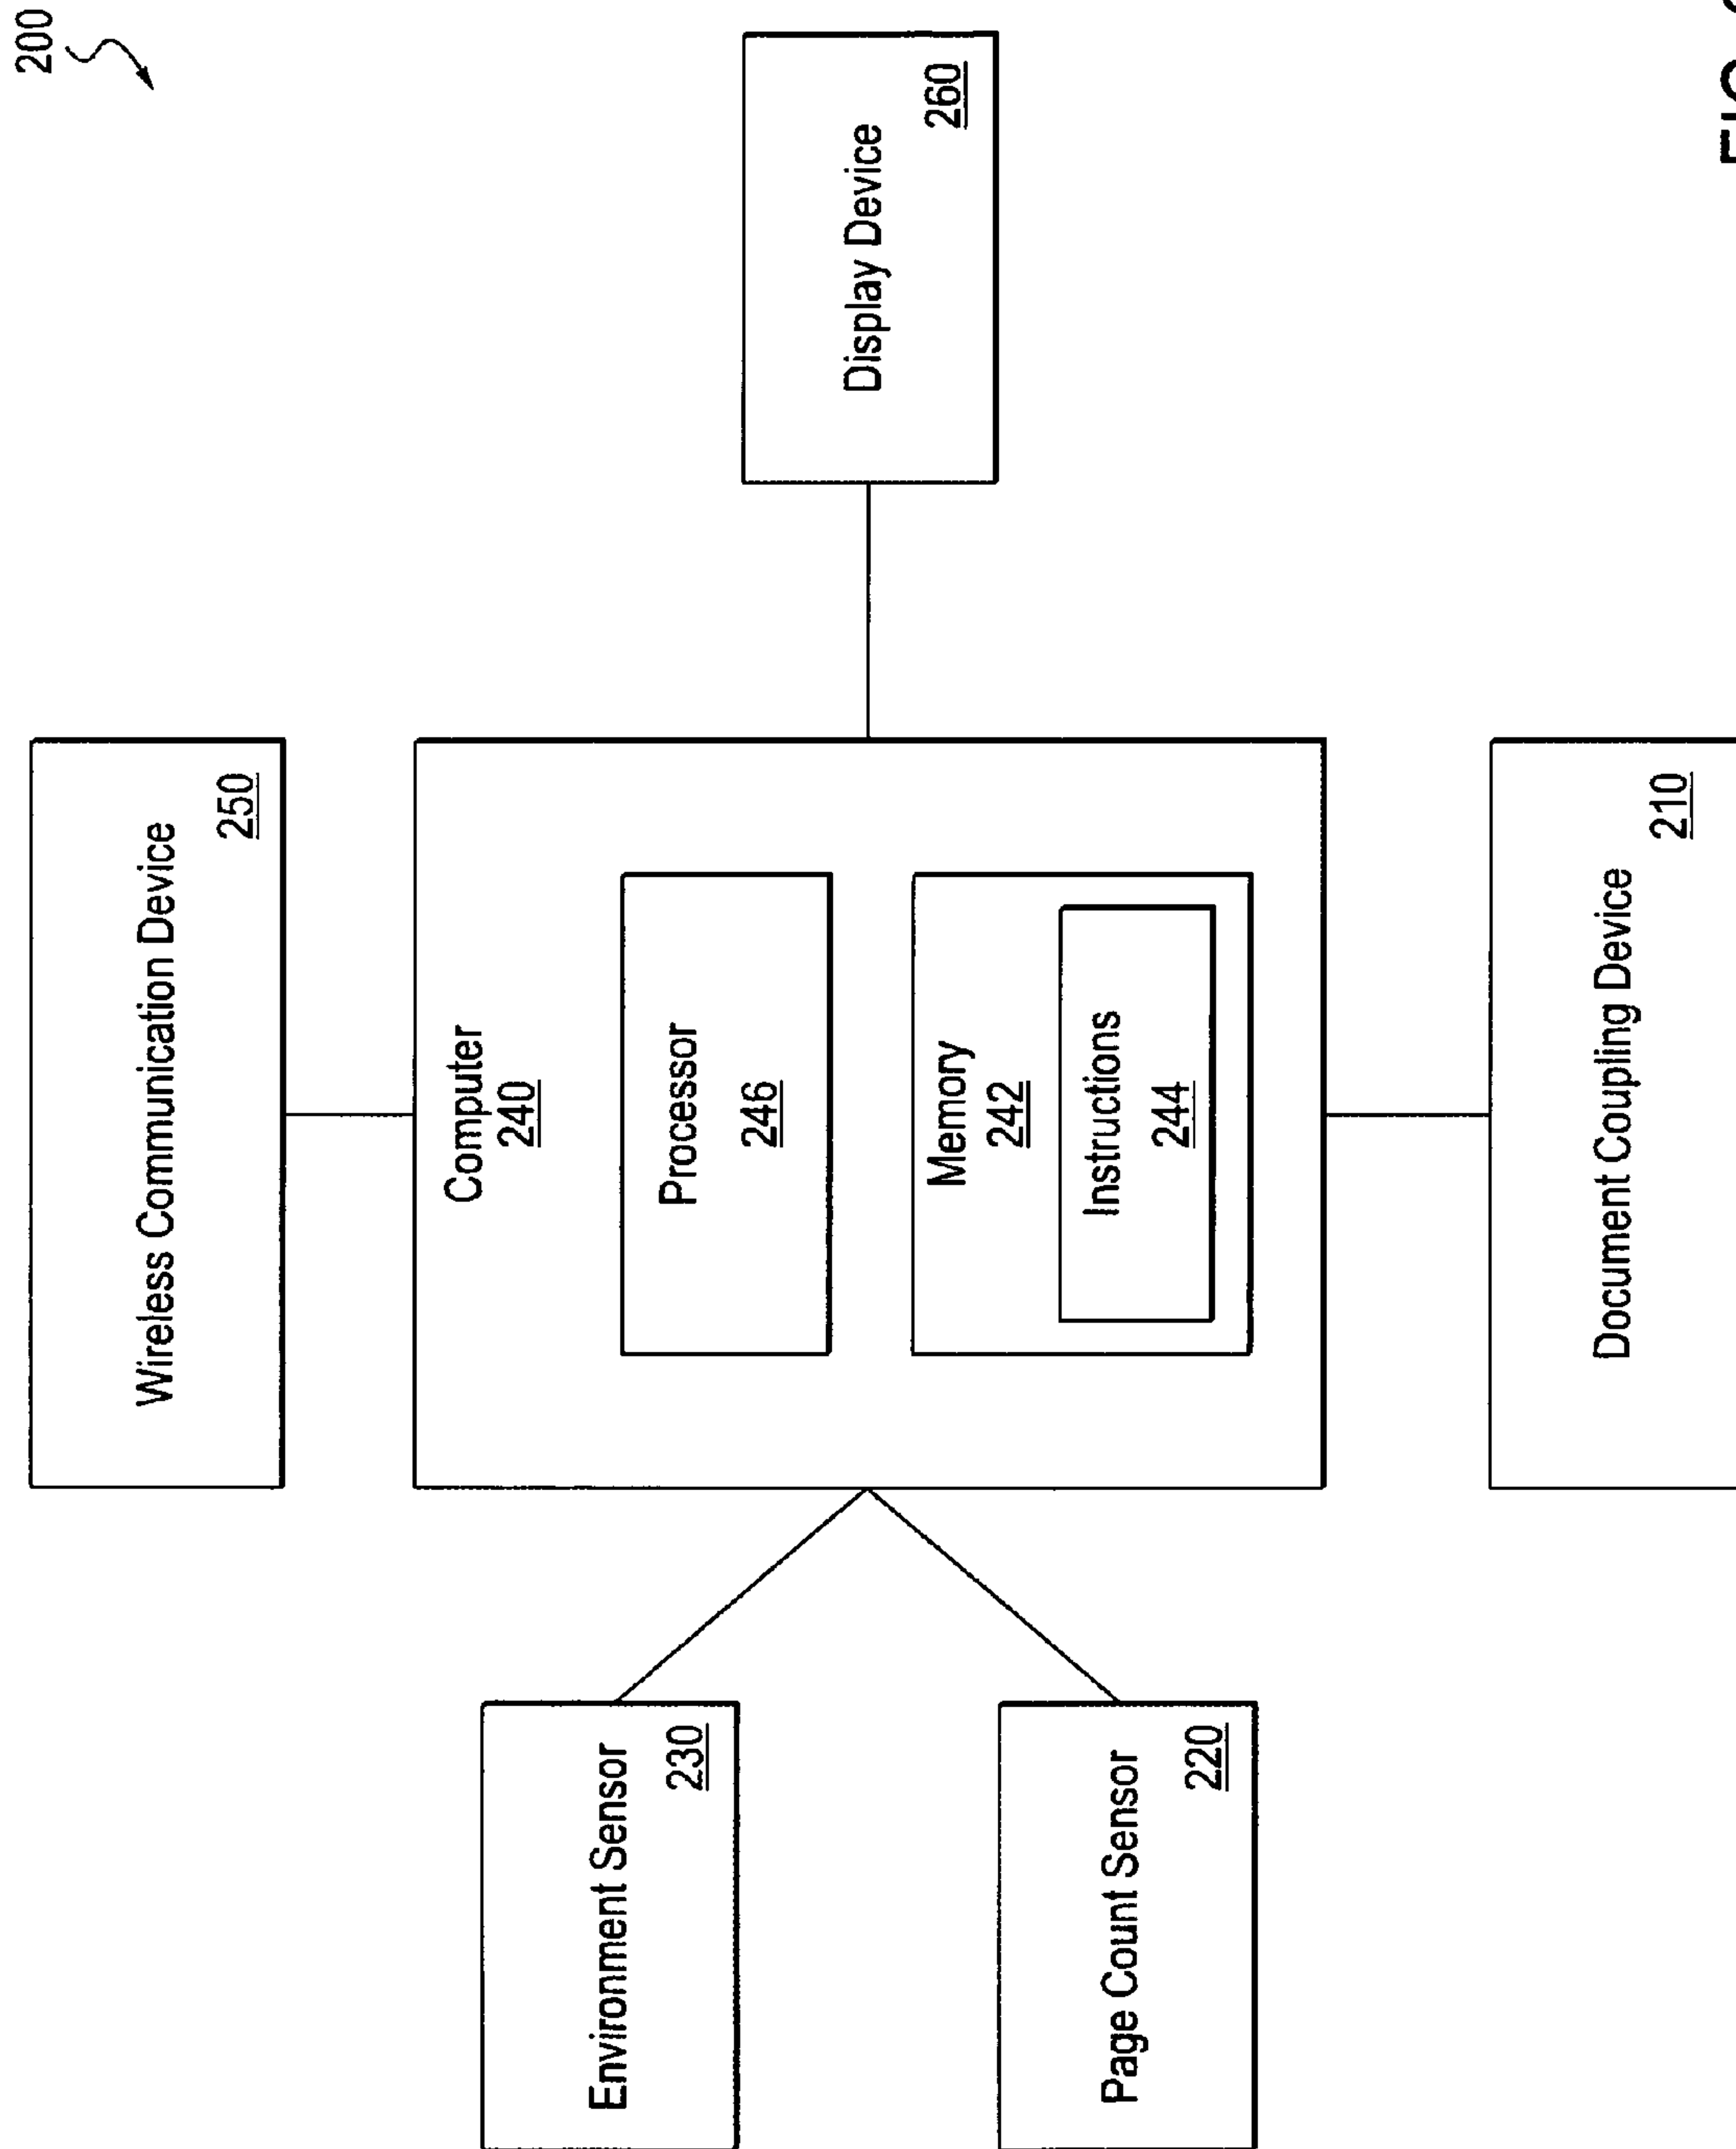 200
Wireless Communication Device
250
Computer
240
Environment Sensor
230
Processor
246
Display Device
260
Memory
242
Instructions
244
Page Count Sensor
220
Document Coupling Device
210
FIG